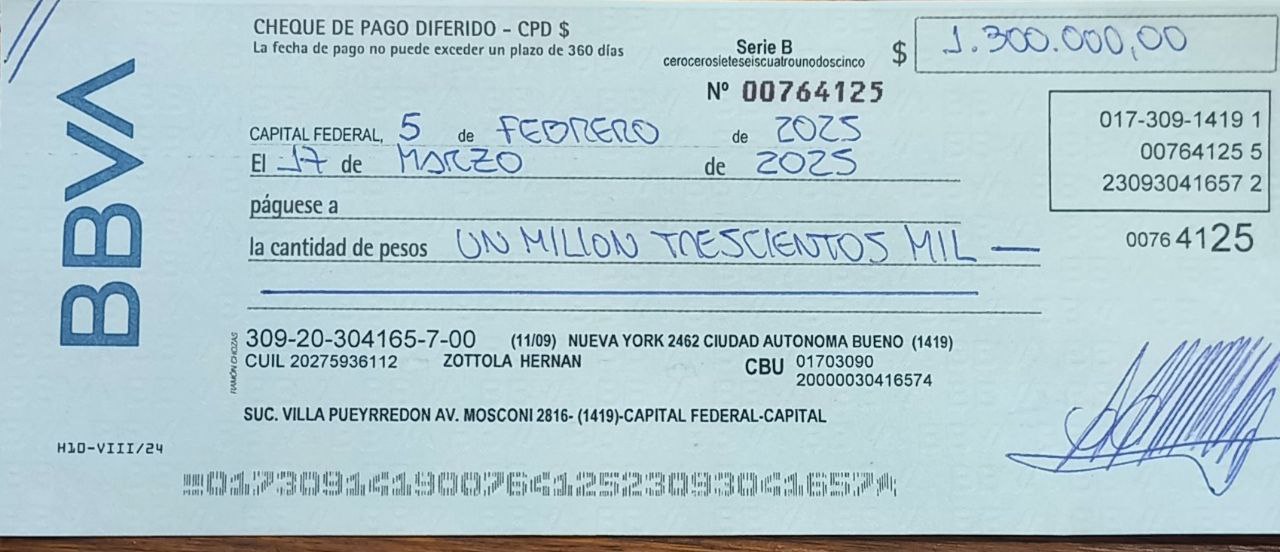 CHEQUE DE PAGO DIFERIDO - CPD $
La fecha de pago no puede exceder un plazo de 360 días
Serie B
cerocerosieteseiscuatrounodoscinco
$ 1.300.000,00
Nº 00764125
BBVA
CAPITAL FEDERAL, 5 de FEBRERO de 2025
El 17 de MARZO de 2025
017-309-1419 1
00764125 5
23093041657 2
páguese a
la cantidad de pesos UN MILLON TRESCIENTOS MIL —
0076 4125
309-20-304165-7-00 (11/09) NUEVA YORK 2462 CIUDAD AUTONOMA BUENO (1419)
CUIL 20275936112 ZOTTOLA HERNAN CBU 01703090
20000030416574
RAMÓN CHOZAS
SUC. VILLA PUEYRREDON AV. MOSCONI 2816- (1419)-CAPITAL FEDERAL-CAPITAL
H10-VIII/24
01730914190076412523093041657